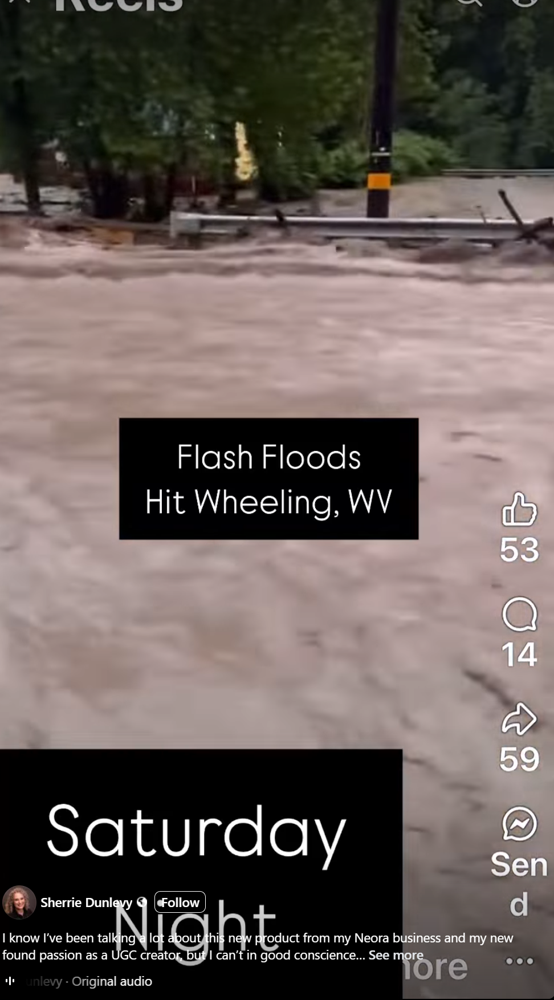 Reels
Flash Floods
Hit Wheeling, WV
53
14
59
Sen
d
Saturday
Night
Sherrie Dunlevy
Follow
I know I've been talking a lot about this new product from my Neora business and my new
found passion as a UGC creator, but I can't in good conscience... See more
unlevy · Original audio
ore